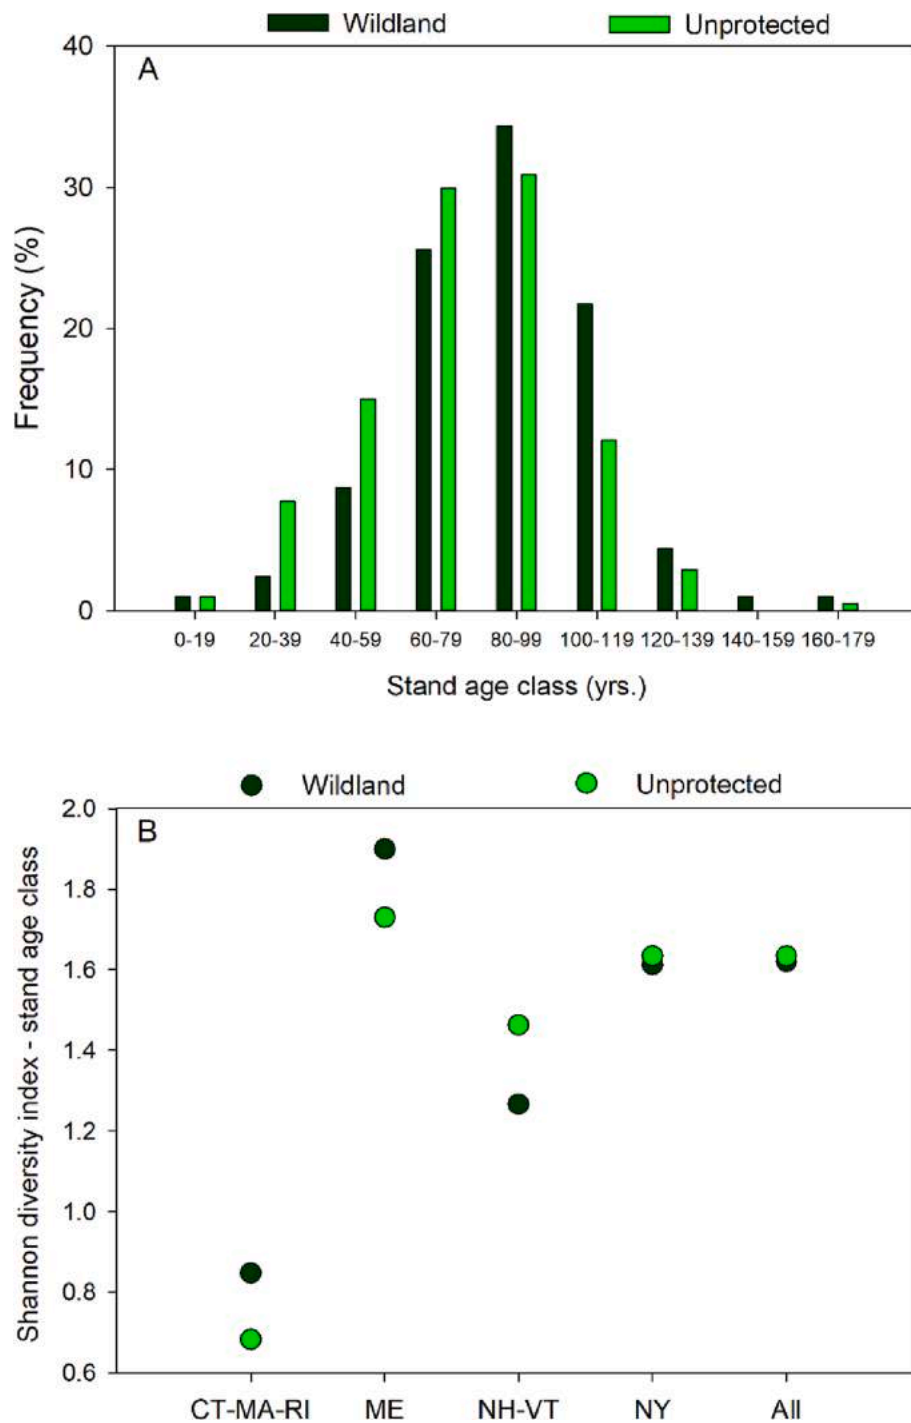 Wildland Unprotected
A
40
30
20
10
0
Frequency (%)
0-19 20-39 40-59 60-79 80-99 100-119 120-139 140-159 160-179
Stand age class (yrs.)
Wildland Unprotected
B
2.0
1.8
1.6
1.4
1.2
1.0
0.8
0.6
Shannon diversity index - stand age class
CT-MA-RI ME NH-VT NY All